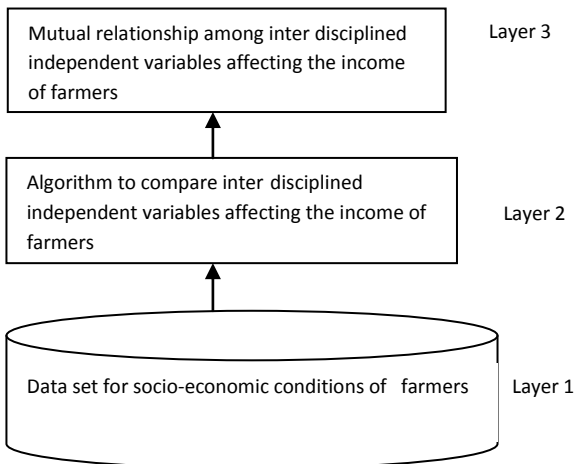 Mutual relationship among inter disciplined
independent variables affecting the income
of farmers
Layer 3
Algorithm to compare inter disciplined
independent variables affecting the income of
farmers
Layer 2
Data set for socio-economic conditions of farmers
Layer 1